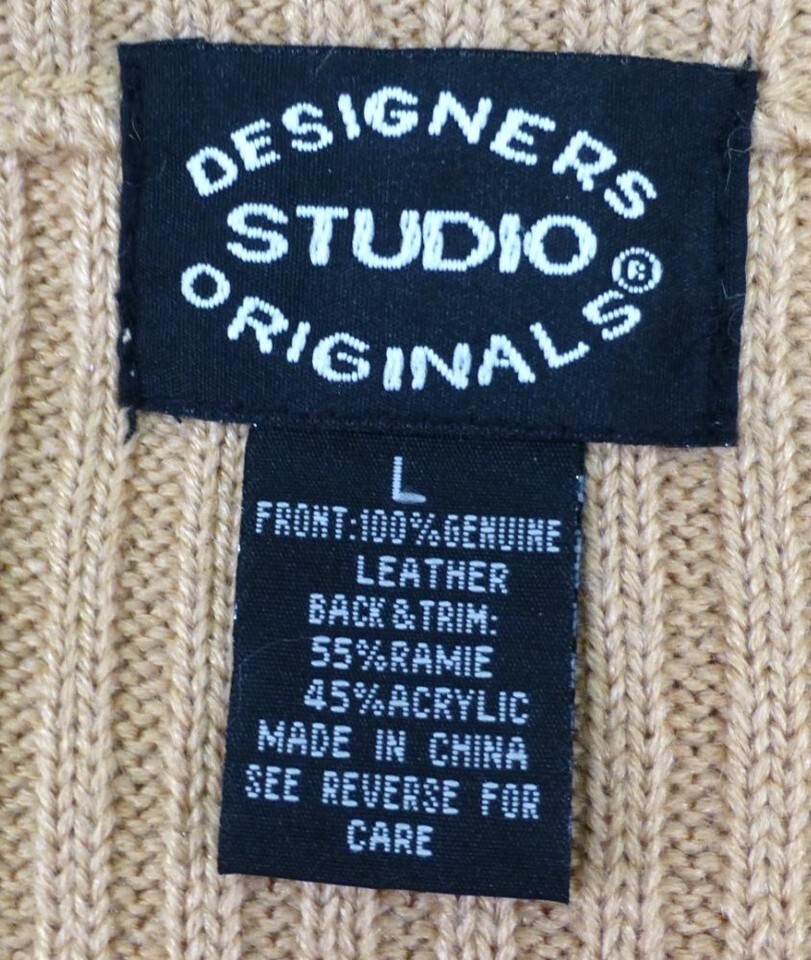 DESIGNERS
STUDIO ®
ORIGINALS
L
FRONT:100%GENUINE
LEATHER
BACK&TRIM:
55%RAMIE
45%ACRYLIC
MADE IN CHINA
SEE REVERSE FOR
CARE